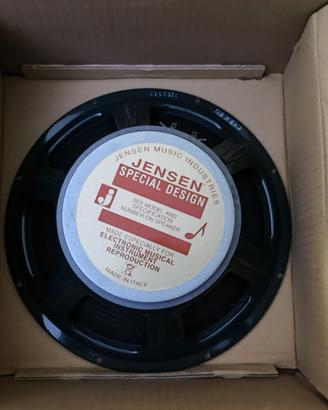 JENSEN MUSIC INDUSTRIES
JENSEN
SPECIAL DESIGN
SEE MODEL AND
SPECIFICATION
NUMBER ON SPEAKER
MADE ESPECIALLY FOR
ELECTRONIC MUSICAL
INSTRUMENT
REPRODUCTION
MADE IN ITALY